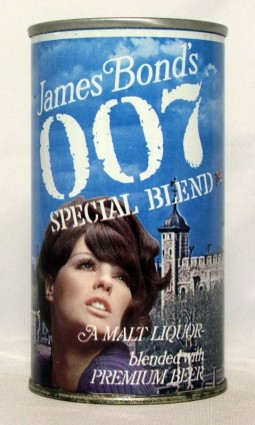 James Bond's
007
SPECIAL BLEND
A MALT LIQUOR-
blended with
PREMIUM BEER